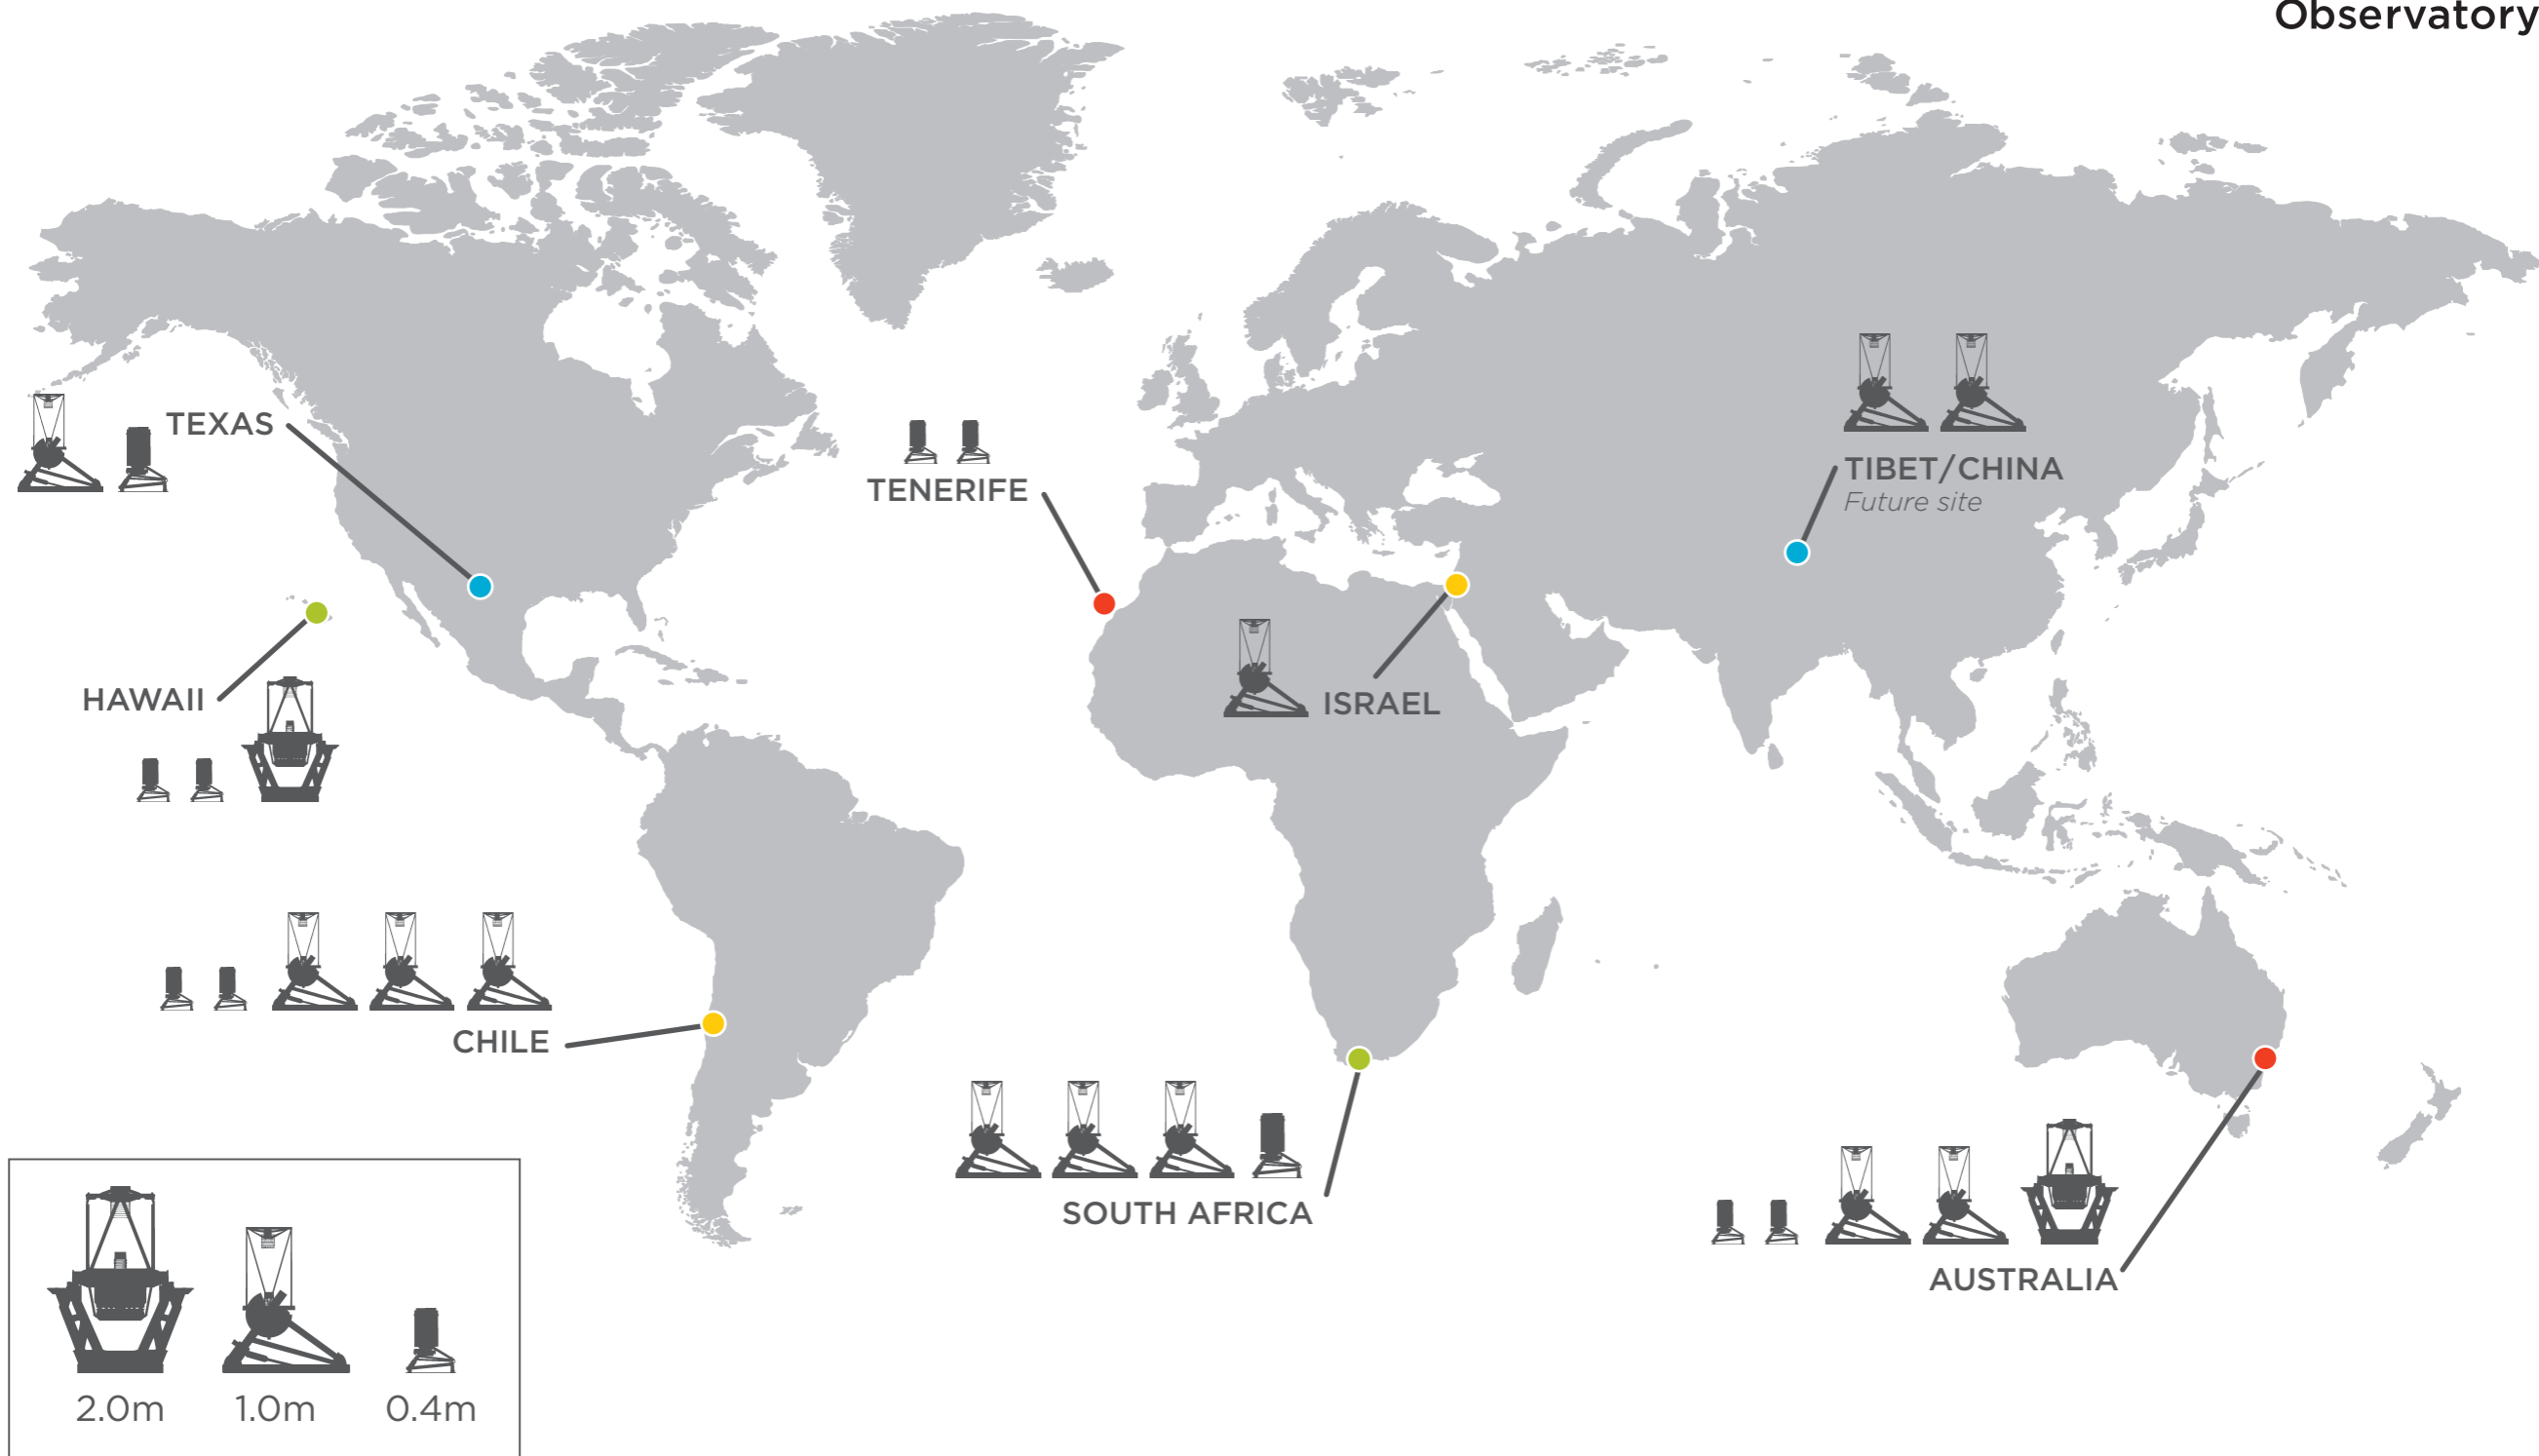 Observatory
TEXAS
TENERIFE
TIBET/CHINA
Future site
HAWAII
ISRAEL
CHILE
SOUTH AFRICA
AUSTRALIA
2.0m 1.0m 0.4m